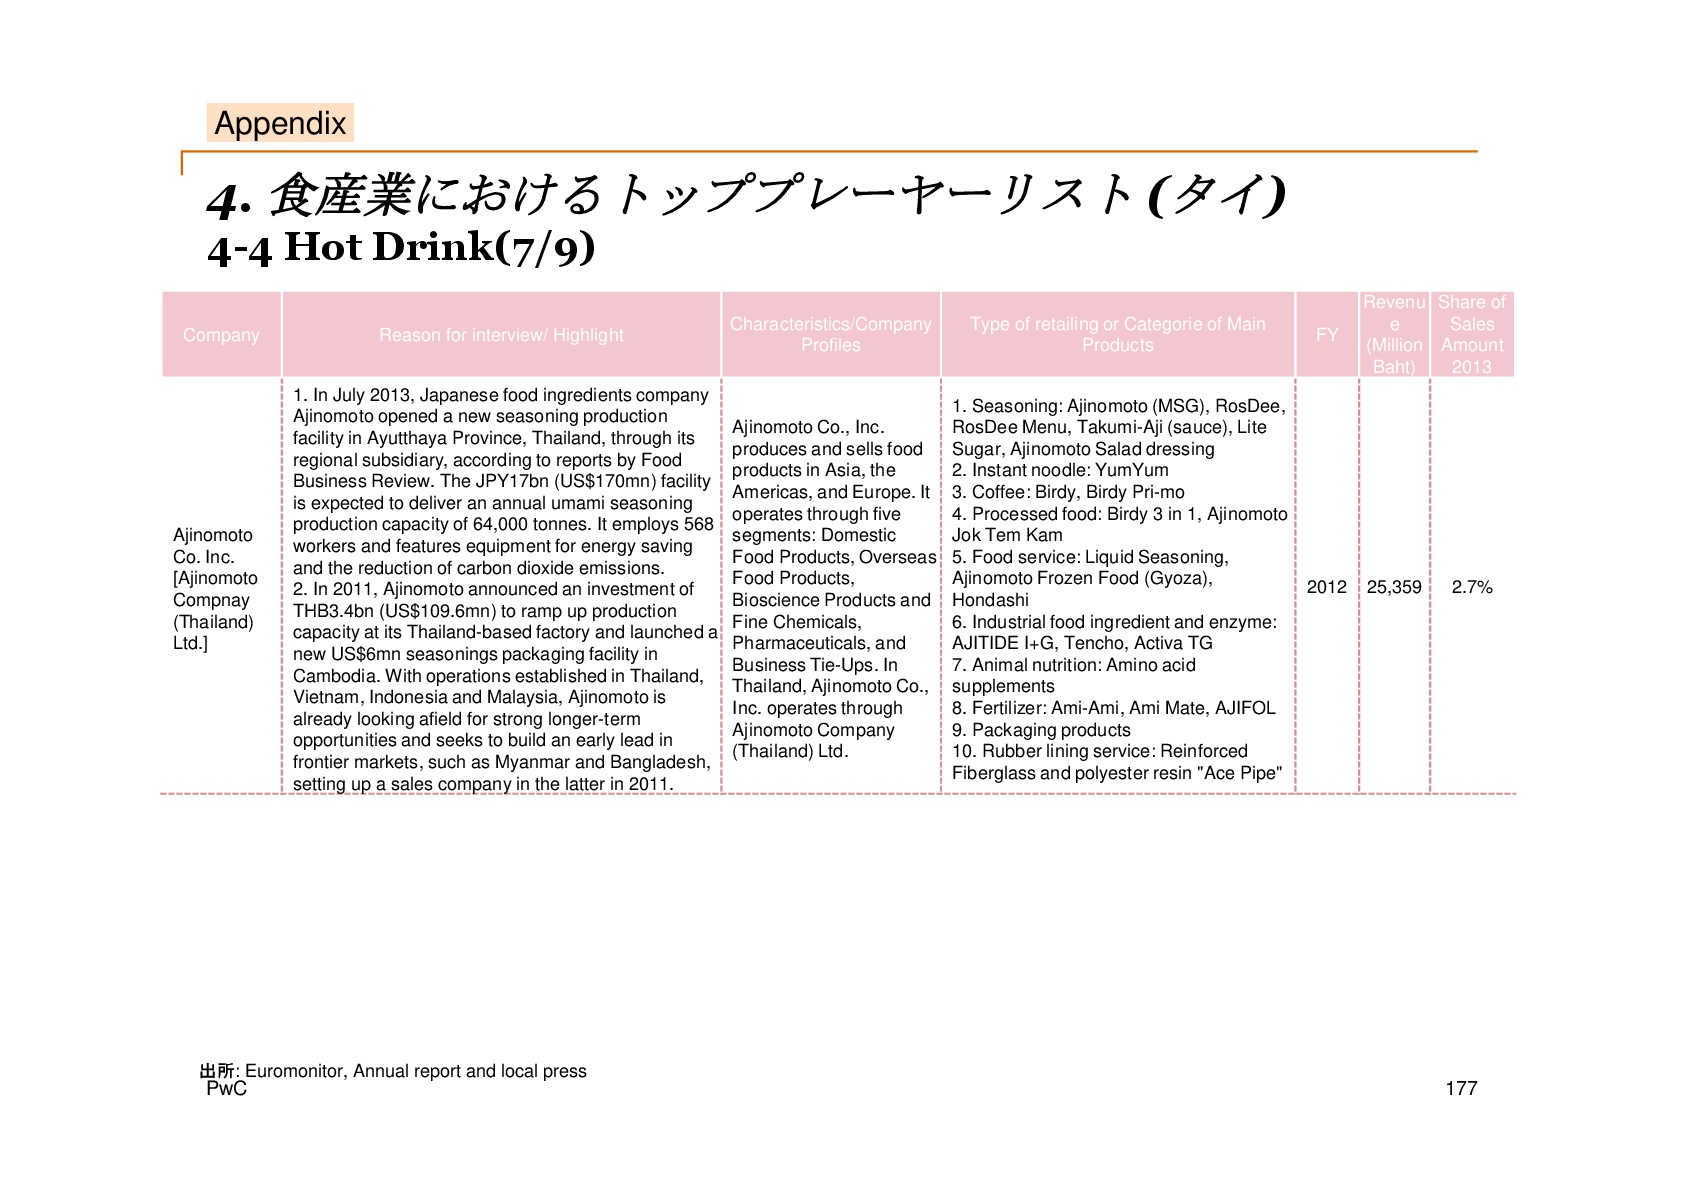 Appendix
4. 食産業におけるトッププレーヤーリスト (タイ)
4-4 Hot Drink(7/9)
Company
Reason for interview/ Highlight
Characteristics/Company
Profiles
Type of retailing or Categorie of Main
Products
FY
Revenu
e
(Million
Baht)
Share of
Sales
Amount
2013
Ajinomoto
Co. Inc.
[Ajinomoto
Compnay
(Thailand)
Ltd.]
1. In July 2013, Japanese food ingredients company
Ajinomoto opened a new seasoning production
facility in Ayutthaya Province, Thailand, through its
regional subsidiary, according to reports by Food
Business Review. The JPY17bn (US$170mn) facility
is expected to deliver an annual umami seasoning
production capacity of 64,000 tonnes. It employs 568
workers and features equipment for energy saving
and the reduction of carbon dioxide emissions.
2. In 2011, Ajinomoto announced an investment of
THB3.4bn (US$109.6mn) to ramp up production
capacity at its Thailand-based factory and launched a
new US$6mn seasonings packaging facility in
Cambodia. With operations established in Thailand,
Vietnam, Indonesia and Malaysia, Ajinomoto is
already looking afield for strong longer-term
opportunities and seeks to build an early lead in
frontier markets, such as Myanmar and Bangladesh,
setting up a sales company in the latter in 2011.
Ajinomoto Co., Inc.
produces and sells food
products in Asia, the
Americas, and Europe. It
operates through five
segments: Domestic
Food Products, Overseas
Food Products,
Bioscience Products and
Fine Chemicals,
Pharmaceuticals, and
Business Tie-Ups. In
Thailand, Ajinomoto Co.,
Inc. operates through
Ajinomoto Company
(Thailand) Ltd.
1. Seasoning: Ajinomoto (MSG), RosDee,
RosDee Menu, Takumi-Aji (sauce), Lite
Sugar, Ajinomoto Salad dressing
2. Instant noodle: YumYum
3. Coffee: Birdy, Birdy Pri-mo
4. Processed food: Birdy 3 in 1, Ajinomoto
Jok Tem Kam
5. Food service: Liquid Seasoning,
Ajinomoto Frozen Food (Gyoza),
Hondashi
6. Industrial food ingredient and enzyme:
AJITIDE I+G, Tencho, Activa TG
7. Animal nutrition: Amino acid
supplements
8. Fertilizer: Ami-Ami, Ami Mate, AJIFOL
9. Packaging products
10. Rubber lining service: Reinforced
Fiberglass and polyester resin "Ace Pipe"
2012
25,359
2.7%
出所: Euromonitor, Annual report and local press
PwC
177